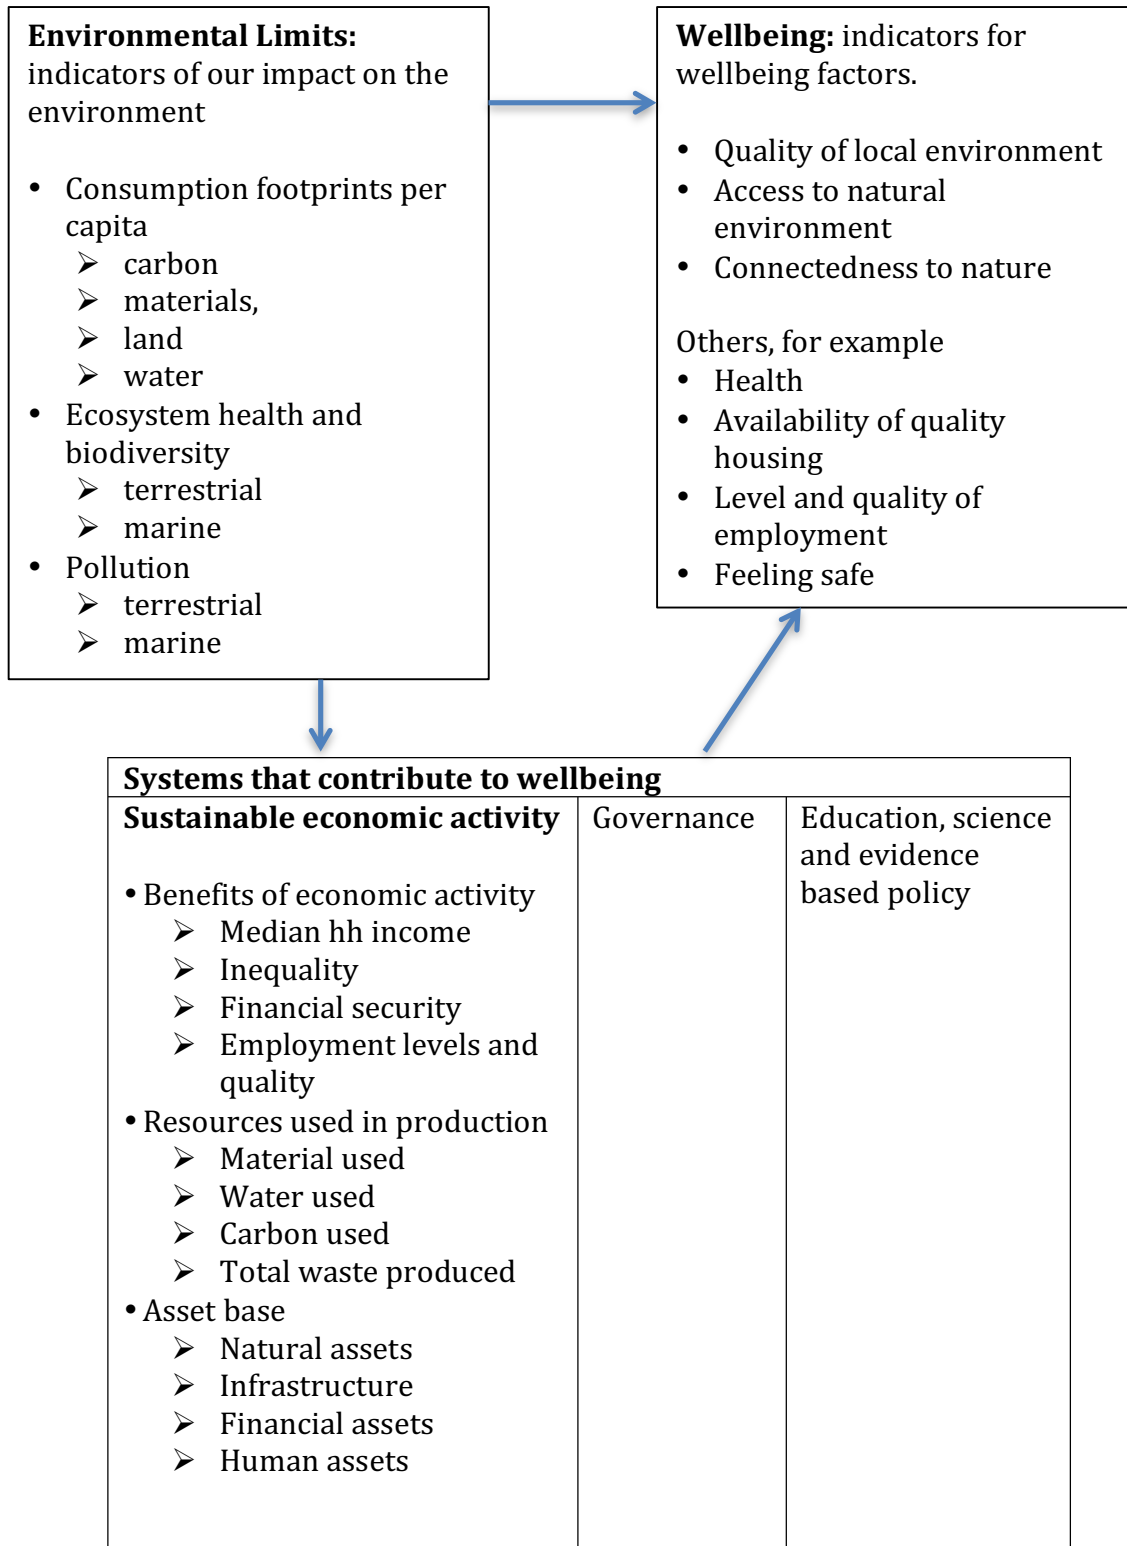 Environmental Limits:
indicators of our impact on the
environment
• Consumption footprints per
capita
➢ carbon
➢ materials,
➢ land
➢ water
• Ecosystem health and
biodiversity
➢ terrestrial
➢ marine
• Pollution
➢ terrestrial
➢ marine
Wellbeing: indicators for
wellbeing factors.
• Quality of local environment
• Access to natural
environment
• Connectedness to nature
Others, for example
• Health
• Availability of quality
housing
• Level and quality of
employment
• Feeling safe
Systems that contribute to wellbeing
Sustainable economic activity
• Benefits of economic activity
➢ Median hh income
➢ Inequality
➢ Financial security
➢ Employment levels and
quality
• Resources used in production
➢ Material used
➢ Water used
➢ Carbon used
➢ Total waste produced
• Asset base
➢ Natural assets
➢ Infrastructure
➢ Financial assets
➢ Human assets
Governance
Education, science
and evidence
based policy